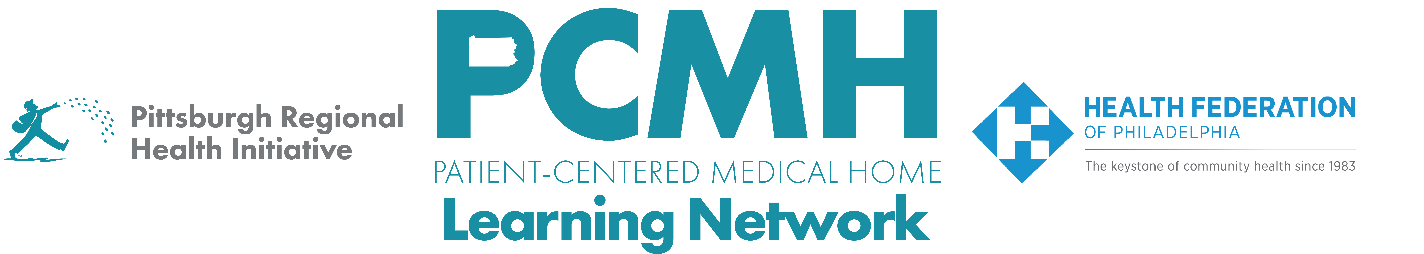 Pittsburgh Regional
Health Initiative
PCMH
PATIENT-CENTERED MEDICAL HOME
Learning Network
HEALTH FEDERATION
OF PHILADELPHIA
The keystone of community health since 1983